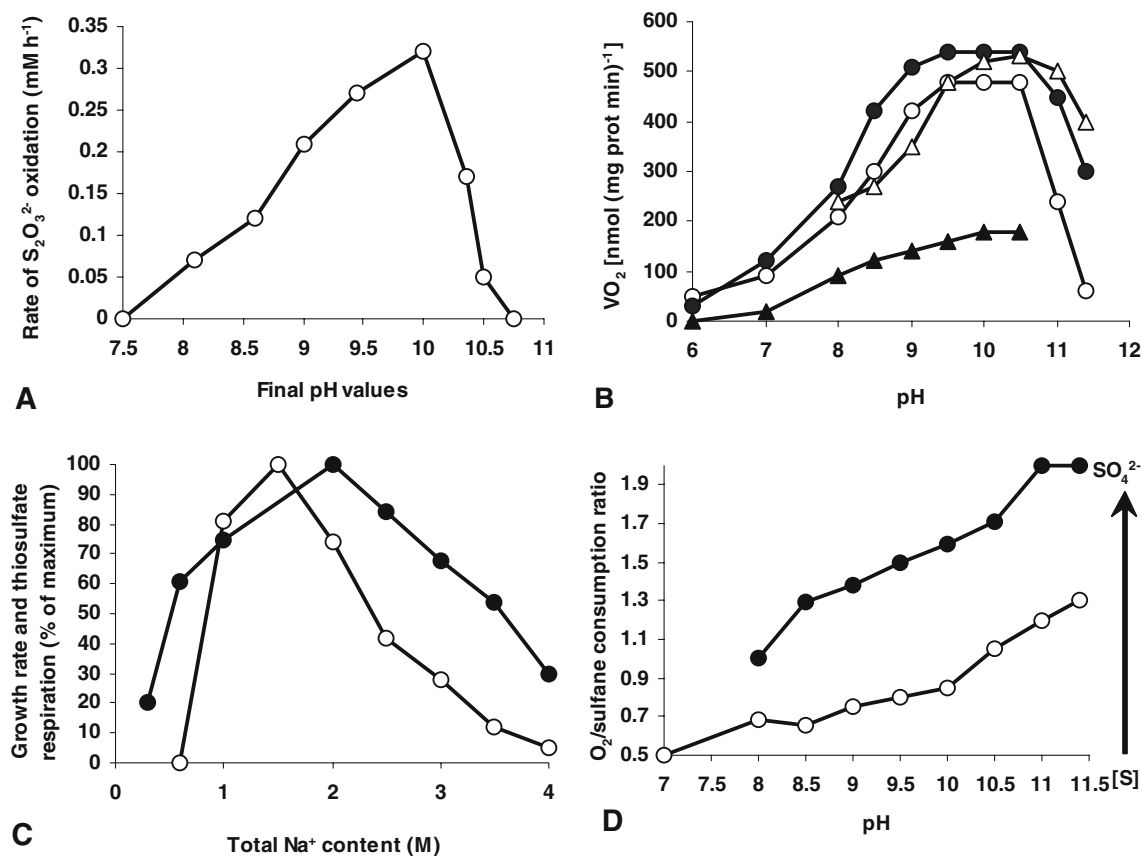 0.35
0.3
0.25
0.2
0.15
0.1
0.05
0
7.5 8 8.5 9 9.5 10 10.5 11
Rate of S₂O₃²⁻ oxidation (mM h⁻¹)
Final pH values
A
600
500
400
300
200
100
0
6 7 8 9 10 11 12
VO₂ [nmol (mg prot min)⁻¹]
pH
B
100
90
80
70
60
50
40
30
20
10
0
0 1 2 3 4
Growth rate and thiosulfate
respiration (% of maximum)
Total Na⁺ content (M)
C
1.9
1.7
1.5
1.3
1.1
0.9
0.7
0.5
7 7.5 8 8.5 9 9.5 10 10.5 11 11.5
O₂/sulfane consumption ratio
SO₄²⁻
[S]
pH
D